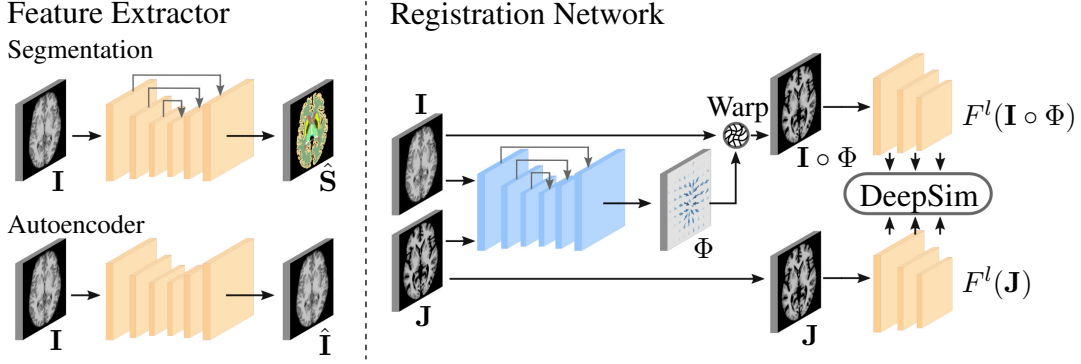 Feature Extractor
Segmentation
I
Ŝ
Autoencoder
I
Î
Registration Network
I
J
Φ
Warp
I ∘ Φ
J
F^l(I ∘ Φ)
DeepSim
F^l(J)